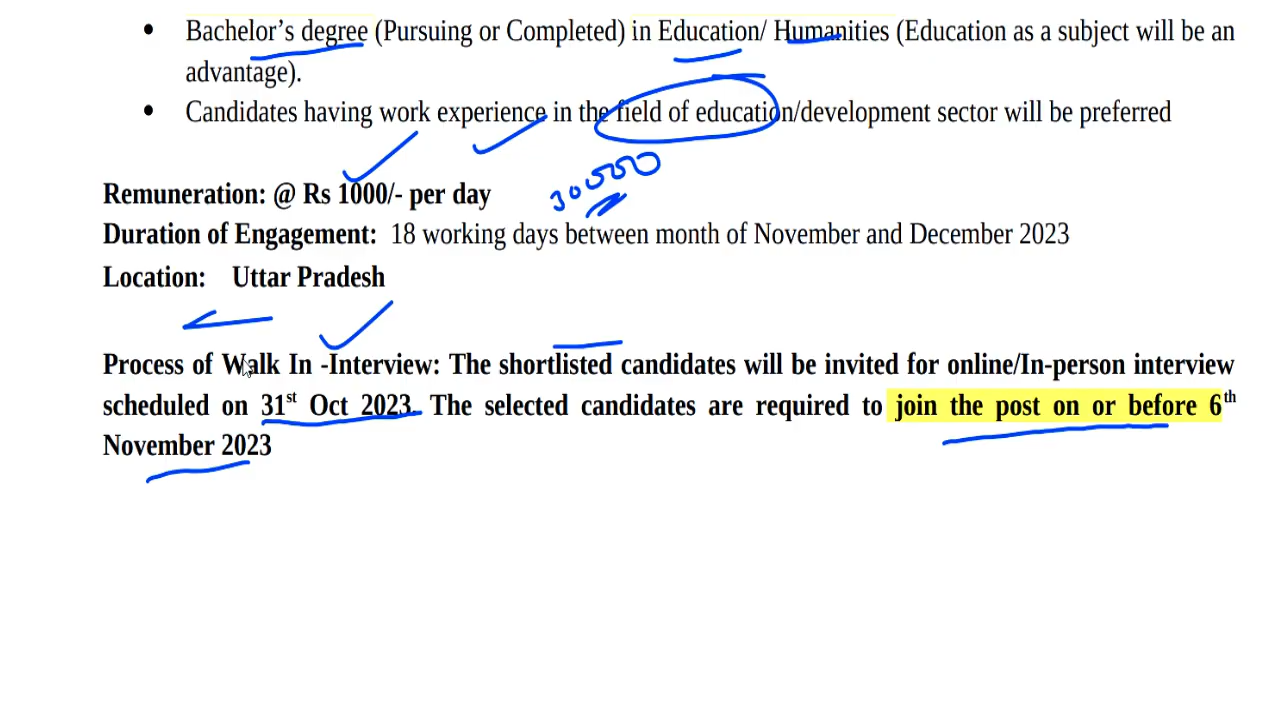 • Bachelor’s degree (Pursuing or Completed) in Education/ Humanities (Education as a subject will be an
advantage).
• Candidates having work experience in the field of education/development sector will be preferred
30000
Remuneration: @ Rs 1000/- per day
Duration of Engagement: 18 working days between month of November and December 2023
Location: Uttar Pradesh
Process of Walk In -Interview: The shortlisted candidates will be invited for online/In-person interview
scheduled on 31st Oct 2023. The selected candidates are required to join the post on or before 6th
November 2023